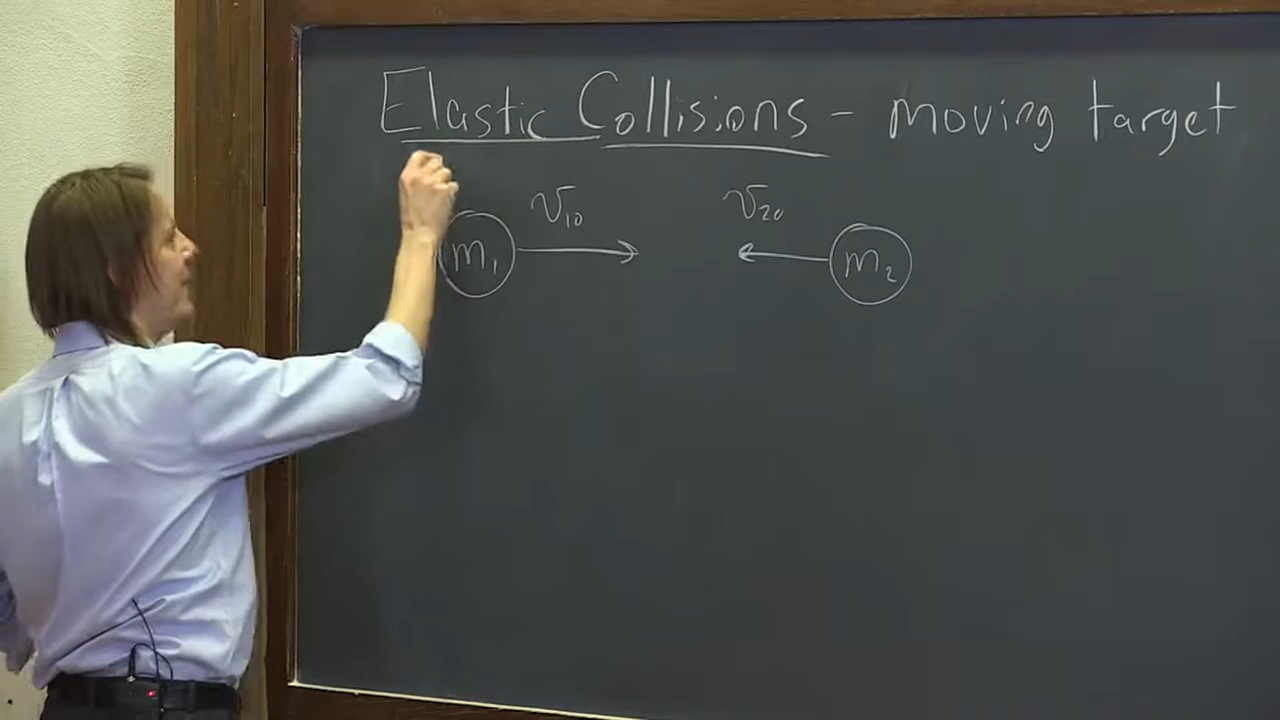 Elastic Collisions - moving target
v₁₀ v₂₀
m₁ m₂